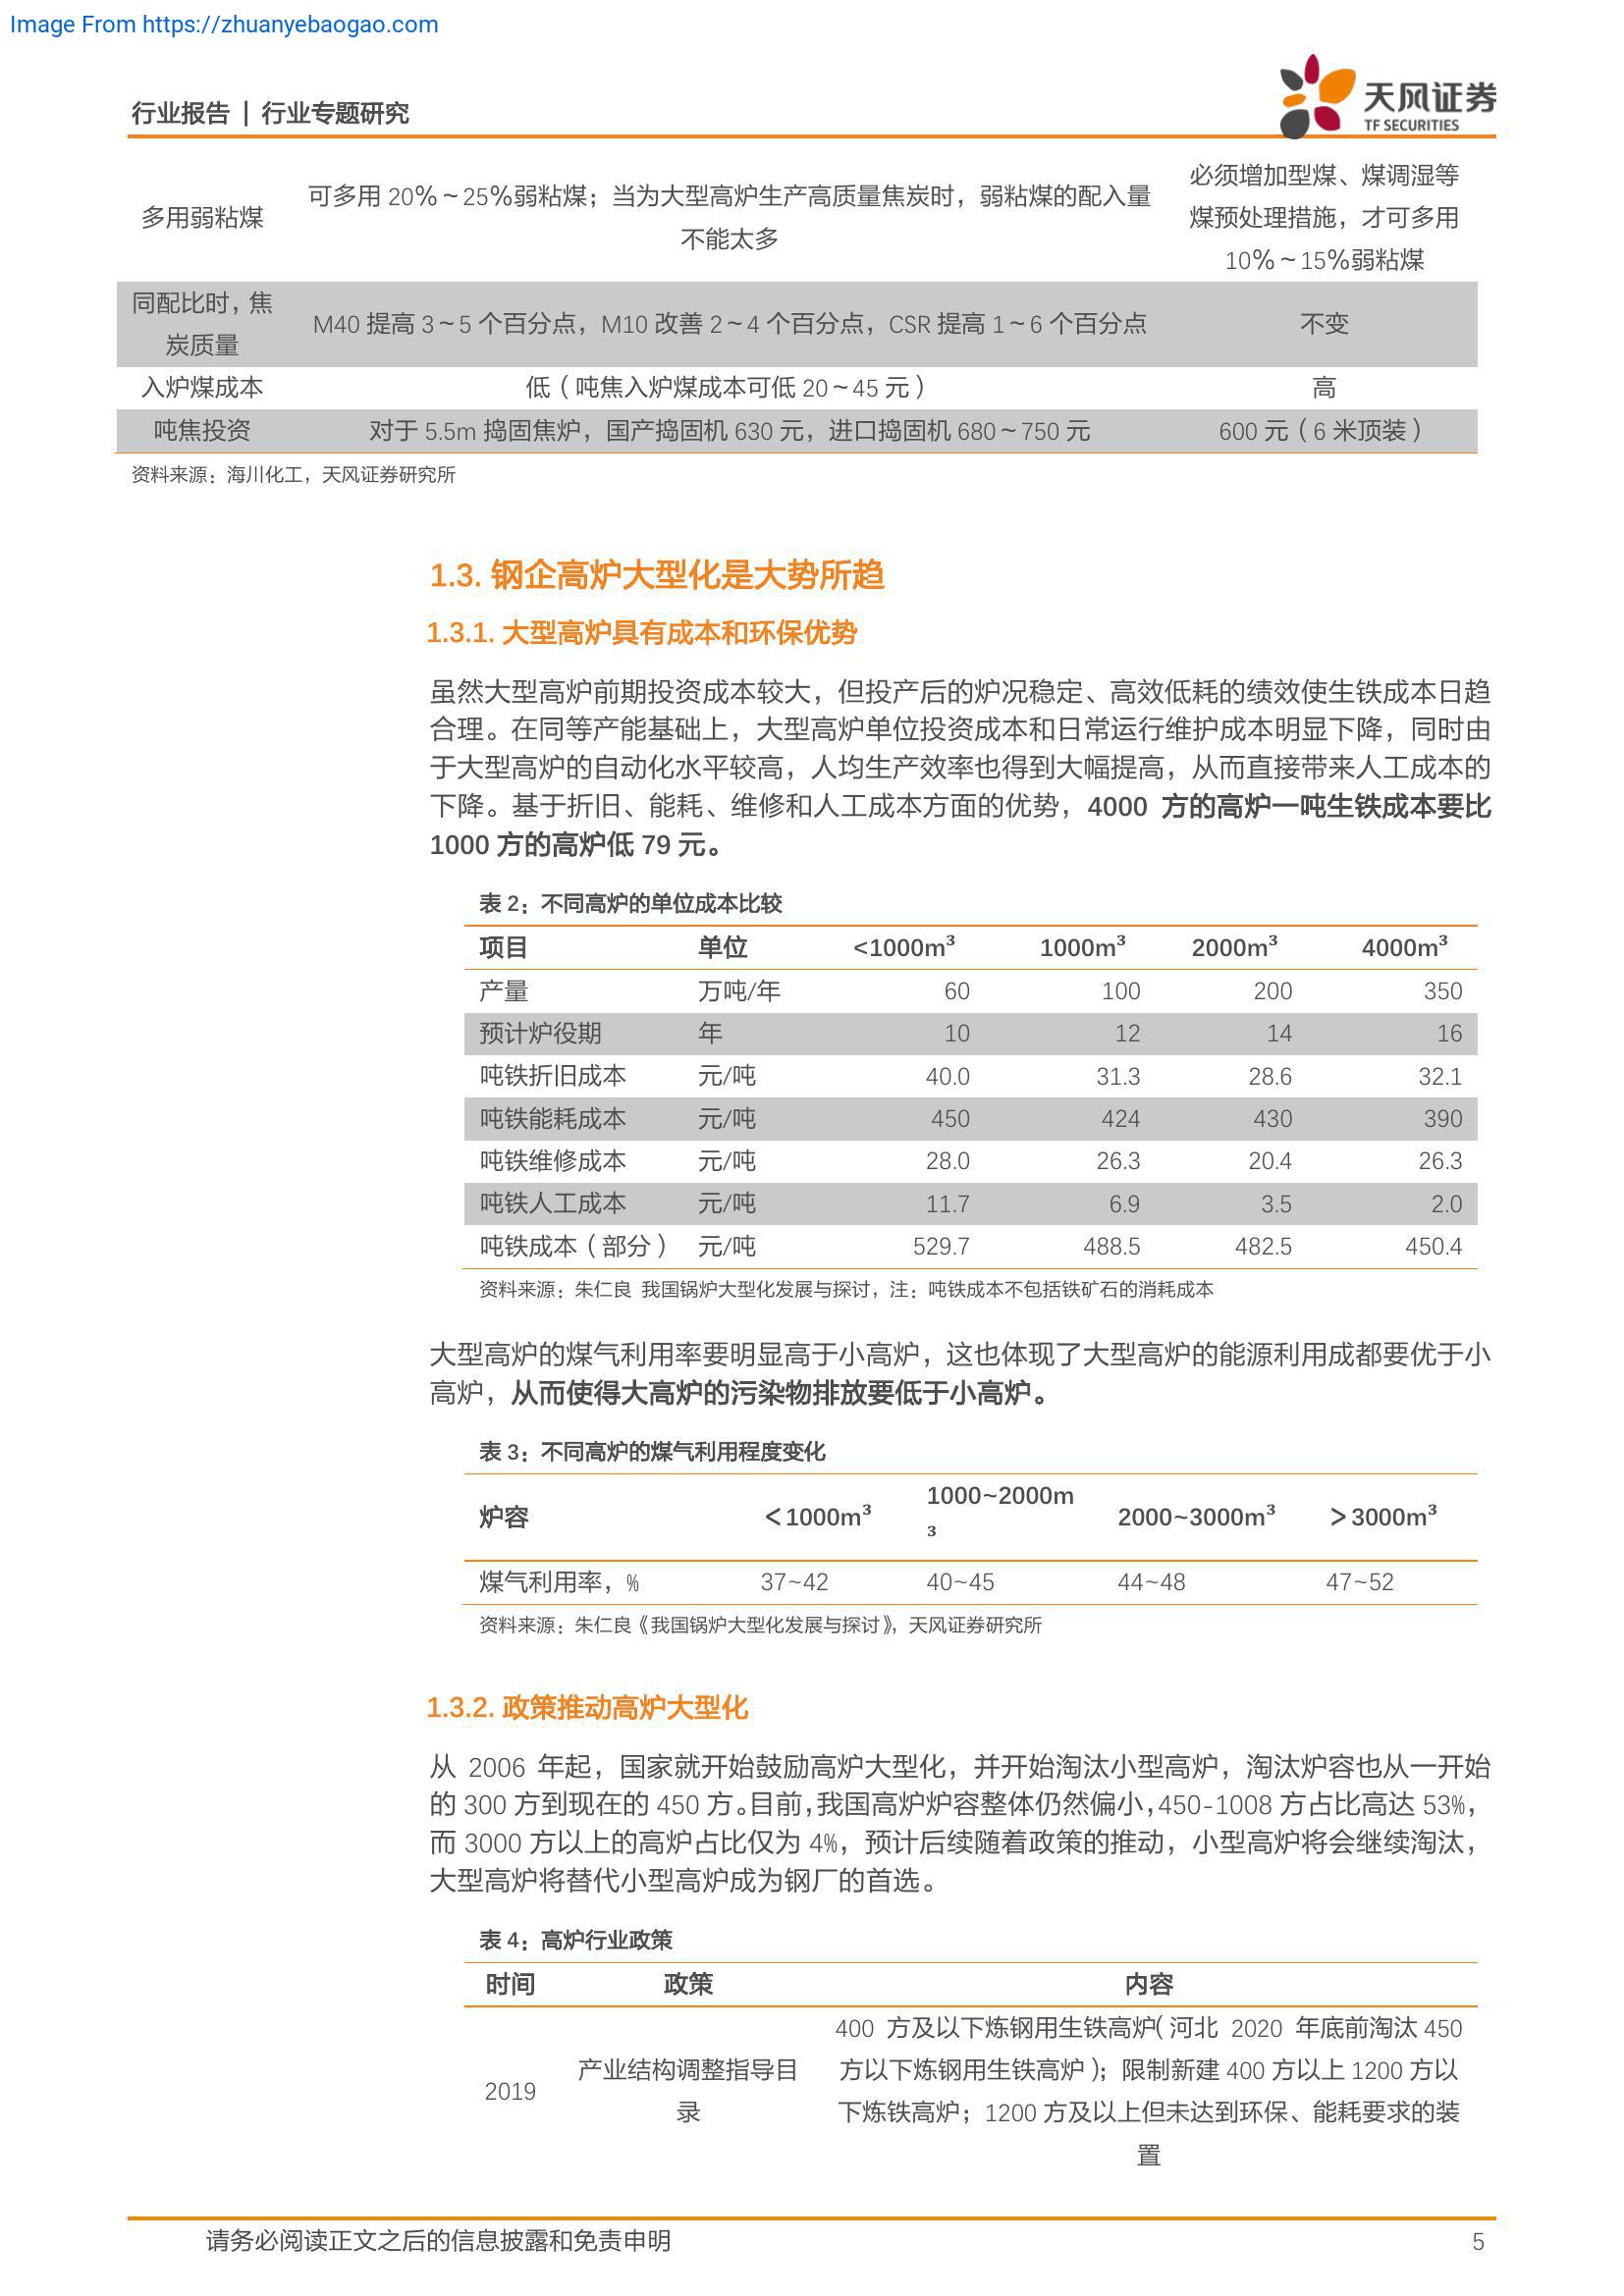 Image From https://zhuanyebaogao.com
行业报告 | 行业专题研究
天风证券
TF SECURITIES
多用弱粘煤
可多用 20%～25%弱粘煤；当为大型高炉生产高质量焦炭时，弱粘煤的配入量
不能太多
必须增加型煤、煤调湿等
煤预处理措施，才可多用
10%～15%弱粘煤
同配比时，焦
炭质量
M40 提高 3～5 个百分点，M10 改善 2～4 个百分点，CSR 提高 1～6 个百分点
不变
入炉煤成本
低（吨焦入炉煤成本可低 20～45 元）
高
吨焦投资
对于 5.5m 捣固焦炉，国产捣固机 630 元，进口捣固机 680～750 元
600 元（6 米顶装）
资料来源：海川化工，天风证券研究所
1.3. 钢企高炉大型化是大势所趋
1.3.1. 大型高炉具有成本和环保优势
虽然大型高炉前期投资成本较大，但投产后的炉况稳定、高效低耗的绩效使生铁成本日趋
合理。在同等产能基础上，大型高炉单位投资成本和日常运行维护成本明显下降，同时由
于大型高炉的自动化水平较高，人均生产效率也得到大幅提高，从而直接带来人工成本的
下降。基于折旧、能耗、维修和人工成本方面的优势，4000 方的高炉一吨生铁成本要比
1000 方的高炉低 79 元。
表 2：不同高炉的单位成本比较
项目 单位 <1000m³ 1000m³ 2000m³ 4000m³
产量 万吨/年 60 100 200 350
预计炉役期 年 10 12 14 16
吨铁折旧成本 元/吨 40.0 31.3 28.6 32.1
吨铁能耗成本 元/吨 450 424 430 390
吨铁维修成本 元/吨 28.0 26.3 20.4 26.3
吨铁人工成本 元/吨 11.7 6.9 3.5 2.0
吨铁成本（部分） 元/吨 529.7 488.5 482.5 450.4
资料来源：朱仁良 我国锅炉大型化发展与探讨，注：吨铁成本不包括铁矿石的消耗成本
大型高炉的煤气利用率要明显高于小高炉，这也体现了大型高炉的能源利用成都要优于小
高炉，从而使得大高炉的污染物排放要低于小高炉。
表 3：不同高炉的煤气利用程度变化
炉容 ＜1000m³ 1000~2000m³ 2000~3000m³ ＞3000m³
煤气利用率，% 37~42 40~45 44~48 47~52
资料来源：朱仁良《我国锅炉大型化发展与探讨》，天风证券研究所
1.3.2. 政策推动高炉大型化
从 2006 年起，国家就开始鼓励高炉大型化，并开始淘汰小型高炉，淘汰炉容也从一开始
的 300 方到现在的 450 方。目前，我国高炉炉容整体仍然偏小，450-1008 方占比高达 53%，
而 3000 方以上的高炉占比仅为 4%，预计后续随着政策的推动，小型高炉将会继续淘汰，
大型高炉将替代小型高炉成为钢厂的首选。
表 4：高炉行业政策
时间 政策 内容
2019
产业结构调整指导目
录
400 方及以下炼钢用生铁高炉（河北 2020 年底前淘汰 450
方以下炼钢用生铁高炉）；限制新建 400 方以上 1200 方以
下炼铁高炉；1200 方及以上但未达到环保、能耗要求的装
置
请务必阅读正文之后的信息披露和免责申明 5